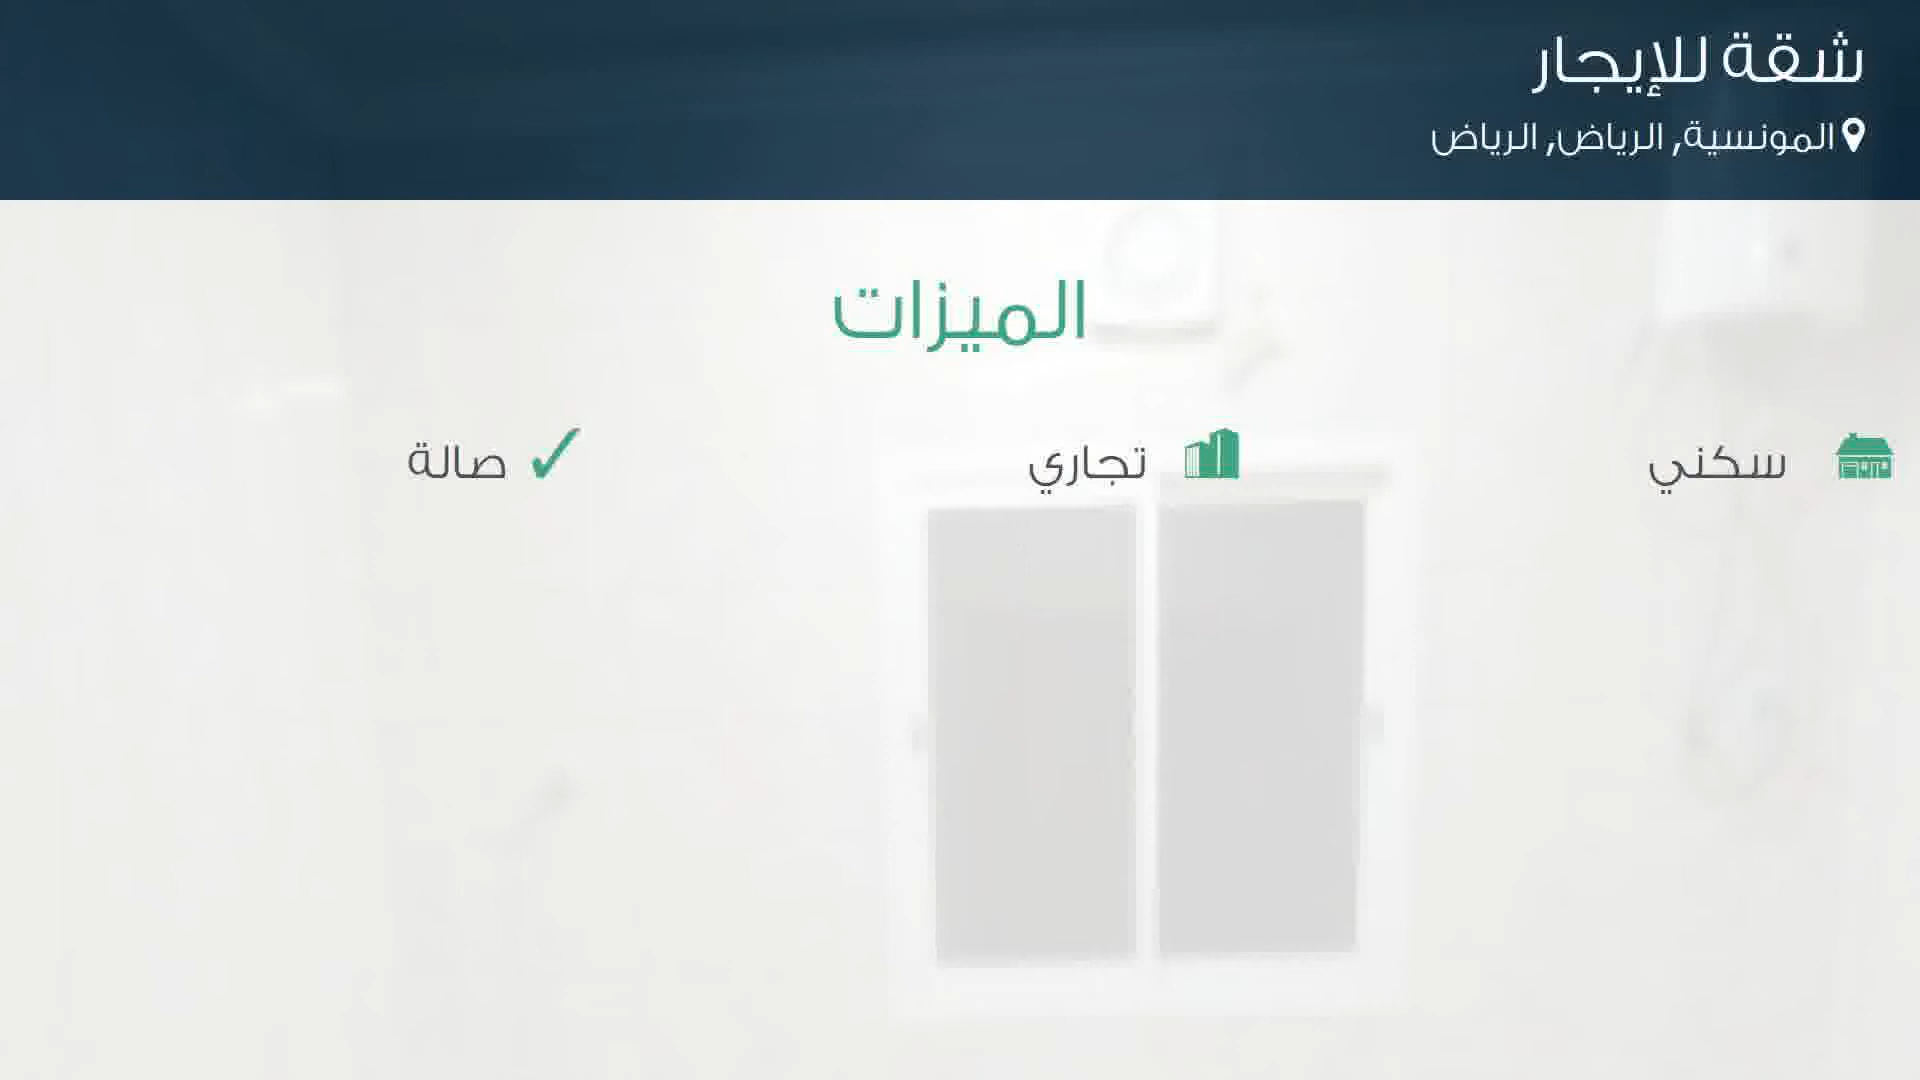 شقة للإيجار
المونسية, الرياض, الرياض
الميزات
سكني
تجاري
صالة